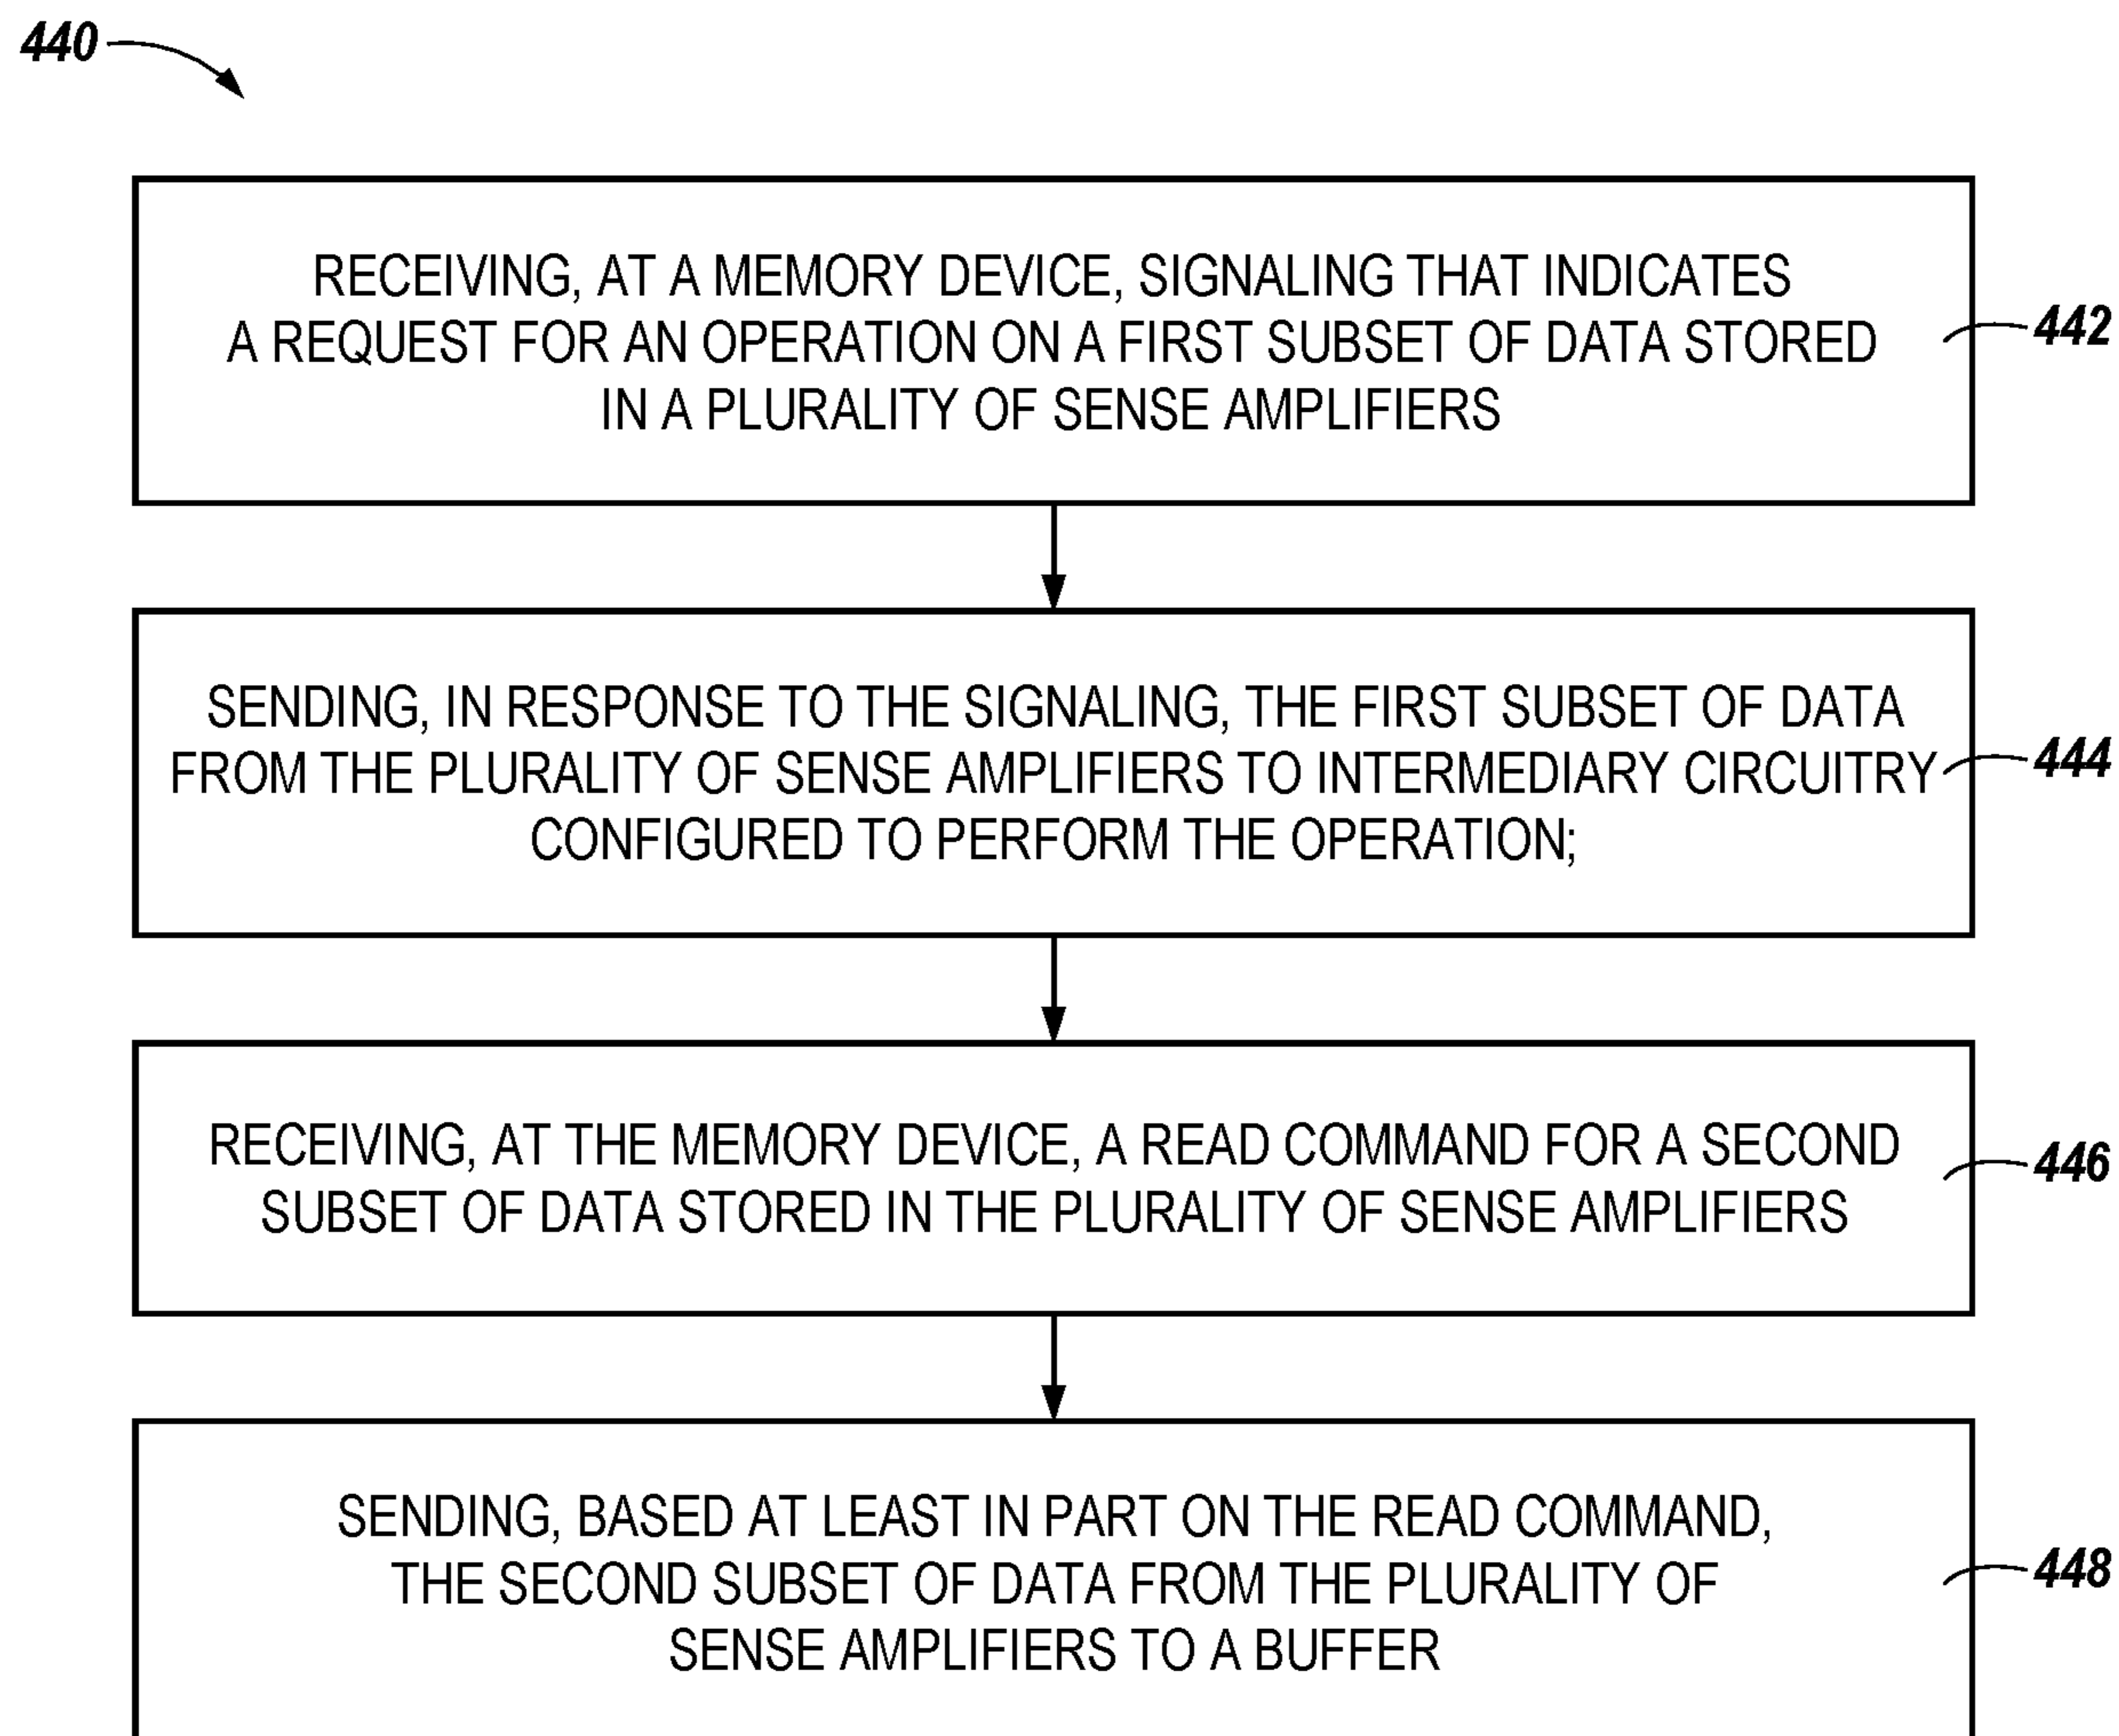 440
RECEIVING, AT A MEMORY DEVICE, SIGNALING THAT INDICATES
A REQUEST FOR AN OPERATION ON A FIRST SUBSET OF DATA STORED
IN A PLURALITY OF SENSE AMPLIFIERS
442
SENDING, IN RESPONSE TO THE SIGNALING, THE FIRST SUBSET OF DATA
FROM THE PLURALITY OF SENSE AMPLIFIERS TO INTERMEDIARY CIRCUITRY
CONFIGURED TO PERFORM THE OPERATION;
444
RECEIVING, AT THE MEMORY DEVICE, A READ COMMAND FOR A SECOND
SUBSET OF DATA STORED IN THE PLURALITY OF SENSE AMPLIFIERS
446
SENDING, BASED AT LEAST IN PART ON THE READ COMMAND,
THE SECOND SUBSET OF DATA FROM THE PLURALITY OF
SENSE AMPLIFIERS TO A BUFFER
448